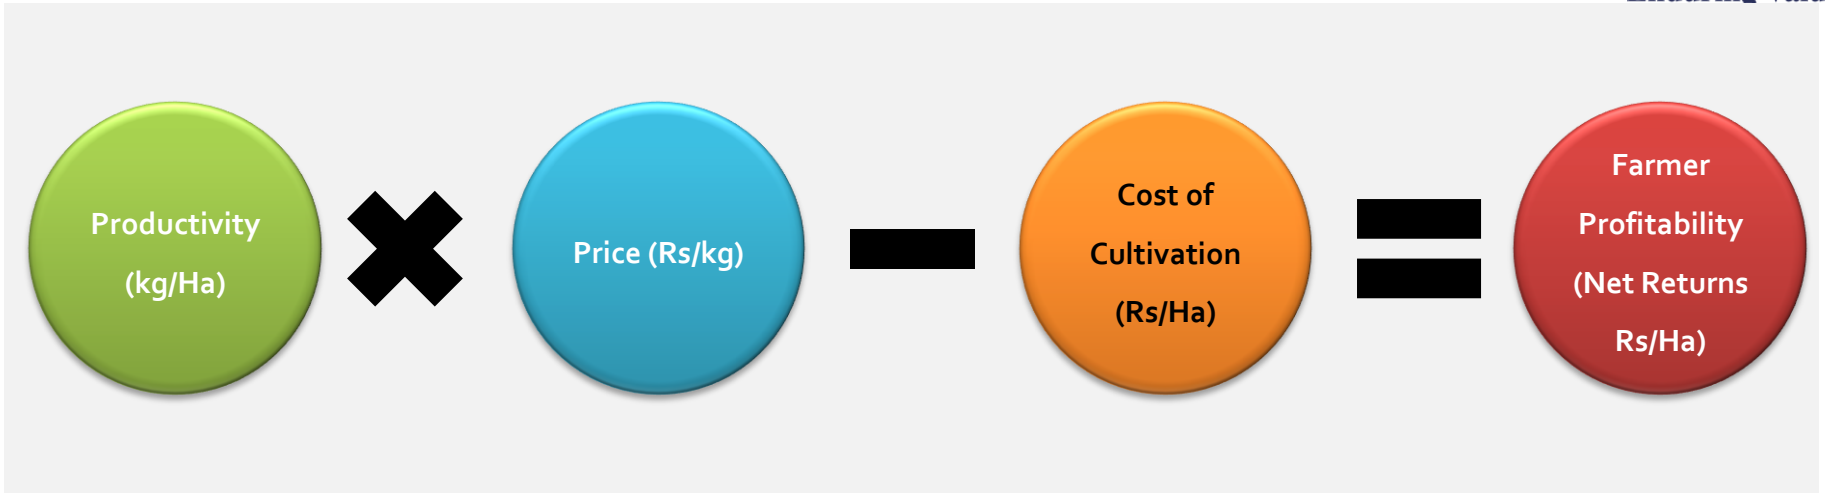 Productivity
(kg/Ha)
Price (Rs/kg)
Cost of
Cultivation
(Rs/Ha)
Farmer
Profitability
(Net Returns
Rs/Ha)